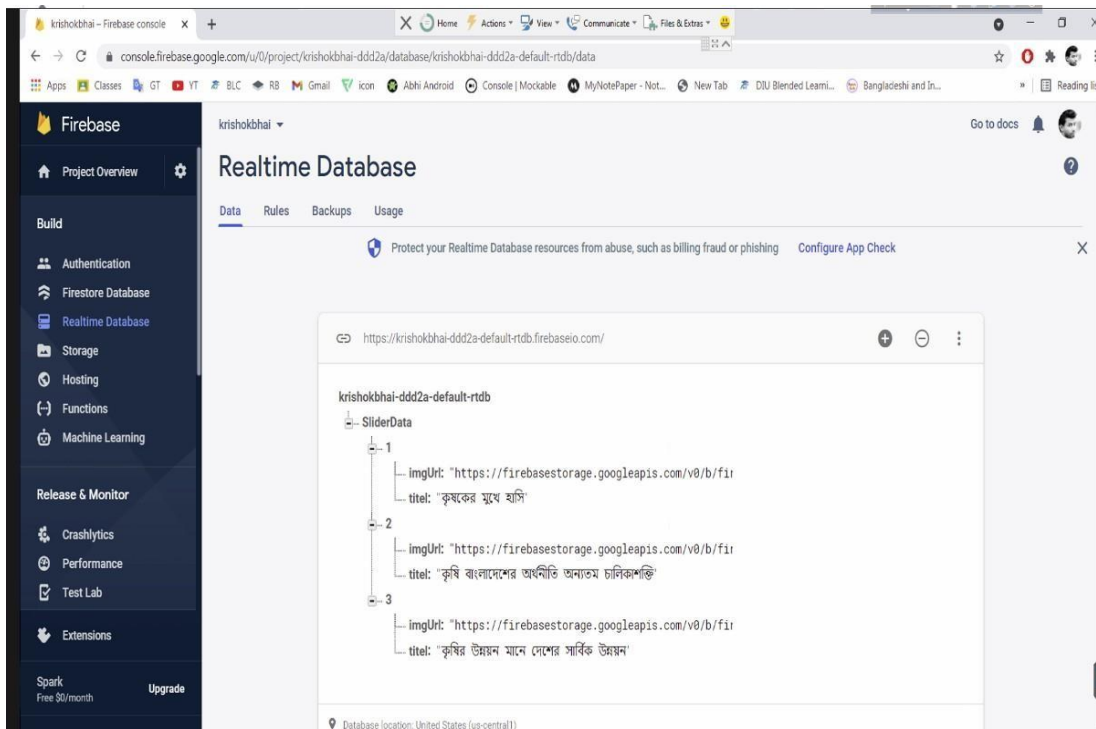 krishokbhai – Firebase console
Home Actions View Communicate Files & Extras
console.firebase.google.com/u/0/project/krishokbhai-ddd2a/database/krishokbhai-ddd2a-default-rtdb/data
Apps Classes GT YT BLC RB Gmail icon Abhi Android Console | Mockable MyNotePaper - Not... New Tab DIU Blended Learni... Bangladeshi and In... » Reading lis
Firebase
krishokbhai
Go to docs
Project Overview
Realtime Database
Data Rules Backups Usage
Build
Protect your Realtime Database resources from abuse, such as billing fraud or phishing Configure App Check
Authentication
Firestore Database
Realtime Database
Storage
Hosting
Functions
Machine Learning
Release & Monitor
Crashlytics
Performance
Test Lab
Extensions
Spark
Free $0/month
Upgrade
https://krishokbhai-ddd2a-default-rtdb.firebaseio.com/
krishokbhai-ddd2a-default-rtdb
SliderData
1
imgUrl: "https://firebasestorage.googleapis.com/v0/b/fir
titel: "কৃষকের মুখে হাসি"
2
imgUrl: "https://firebasestorage.googleapis.com/v0/b/fir
titel: "কৃষি বাংলাদেশের অর্থনীতি অন্যতম চালিকাশক্তি"
3
imgUrl: "https://firebasestorage.googleapis.com/v0/b/fir
titel: "কৃষির উন্নয়ন মানে দেশের সার্বিক উন্নয়ন"
Database location: United States (us-central1)